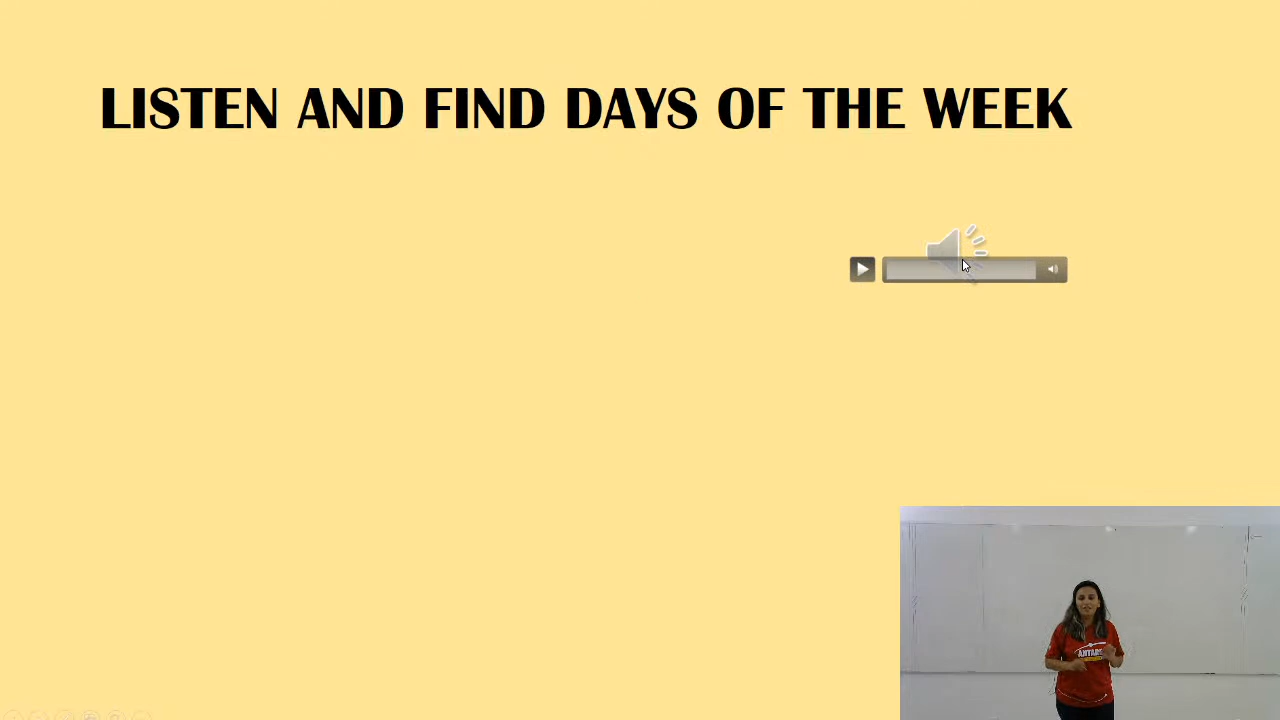 LISTEN AND FIND DAYS OF THE WEEK